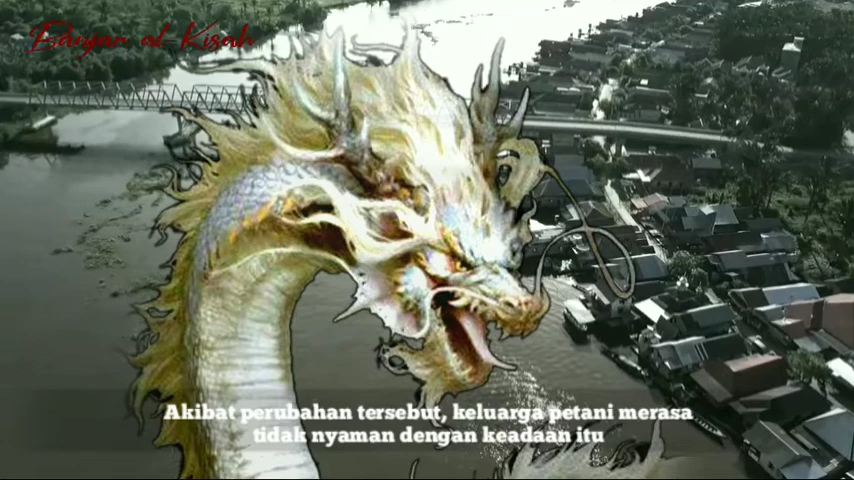 Banjar al-Kisah
Akibat perubahan tersebut, keluarga petani merasa
tidak nyaman dengan keadaan itu